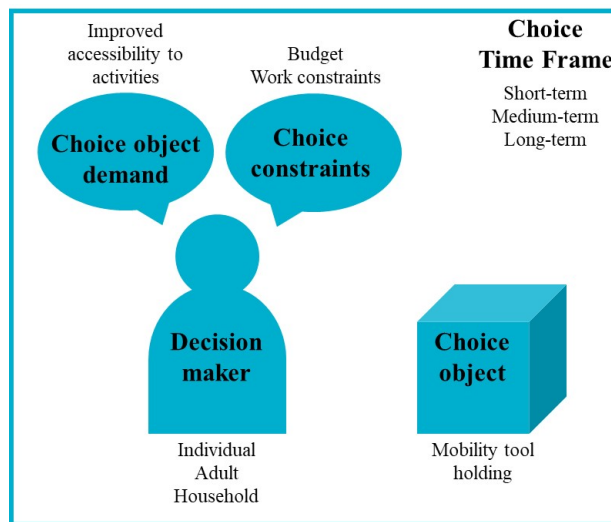 Improved
accessibility to
activities
Budget
Work constraints
Choice
Time Frame
Short-term
Medium-term
Long-term
Choice object
demand
Choice
constraints
Decision
maker
Choice
object
Individual
Adult
Household
Mobility tool
holding